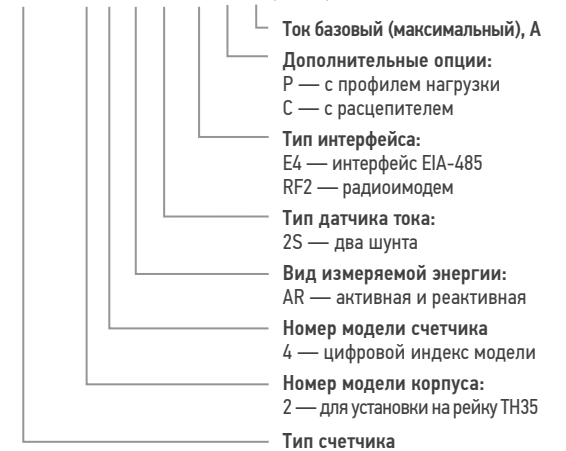 Ток базовый (максимальный), А
Дополнительные опции:
P — с профилем нагрузки
C — с расцепителем
Тип интерфейса:
E4 — интерфейс EIA-485
RF2 — радиоимодем
Тип датчика тока:
2S — два шунта
Вид измеряемой энергии:
AR — активная и реактивная
Номер модели счетчика
4 — цифровой индекс модели
Номер модели корпуса:
2 — для установки на рейку TH35
Тип счетчика